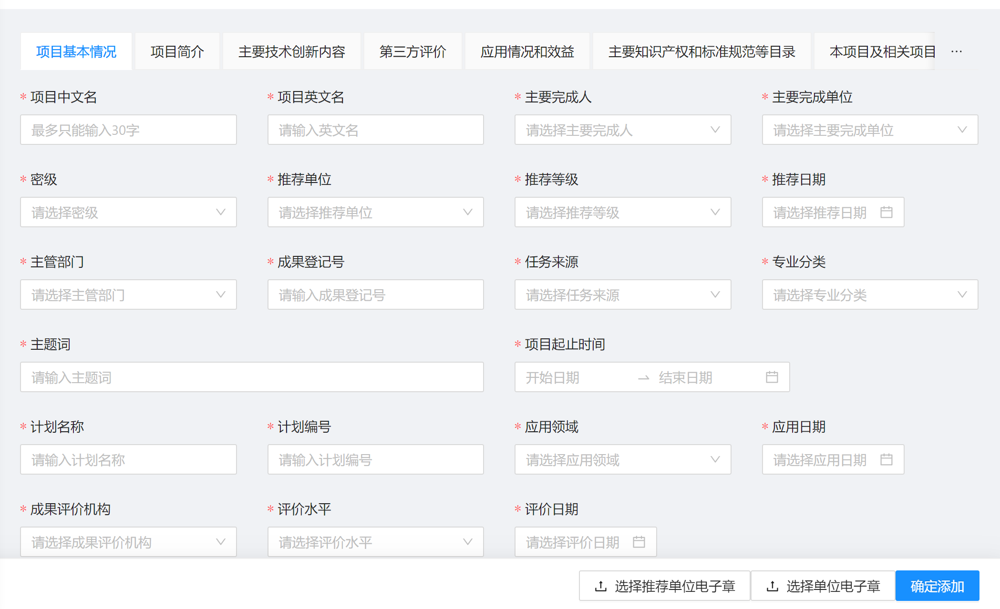 项目基本情况 项目简介 主要技术创新内容 第三方评价 应用情况和效益 主要知识产权和标准规范等目录 本项目及相关项目 ···
* 项目中文名 * 项目英文名 * 主要完成人 * 主要完成单位
最多只能输入30字 请输入英文名 请选择主要完成人 请选择主要完成单位
* 密级 * 推荐单位 * 推荐等级 * 推荐日期
请选择密级 请选择推荐单位 请选择推荐等级 请选择推荐日期
* 主管部门 * 成果登记号 * 任务来源 * 专业分类
请选择主管部门 请输入成果登记号 请选择任务来源 请选择专业分类
* 主题词 * 项目起止时间
请输入主题词 开始日期 → 结束日期
* 计划名称 * 计划编号 * 应用领域 * 应用日期
请输入计划名称 请输入计划编号 请选择应用领域 请选择应用日期
* 成果评价机构 * 评价水平 * 评价日期
请选择成果评价机构 请选择评价水平 请选择评价日期
选择推荐单位电子章 选择单位电子章 确定添加